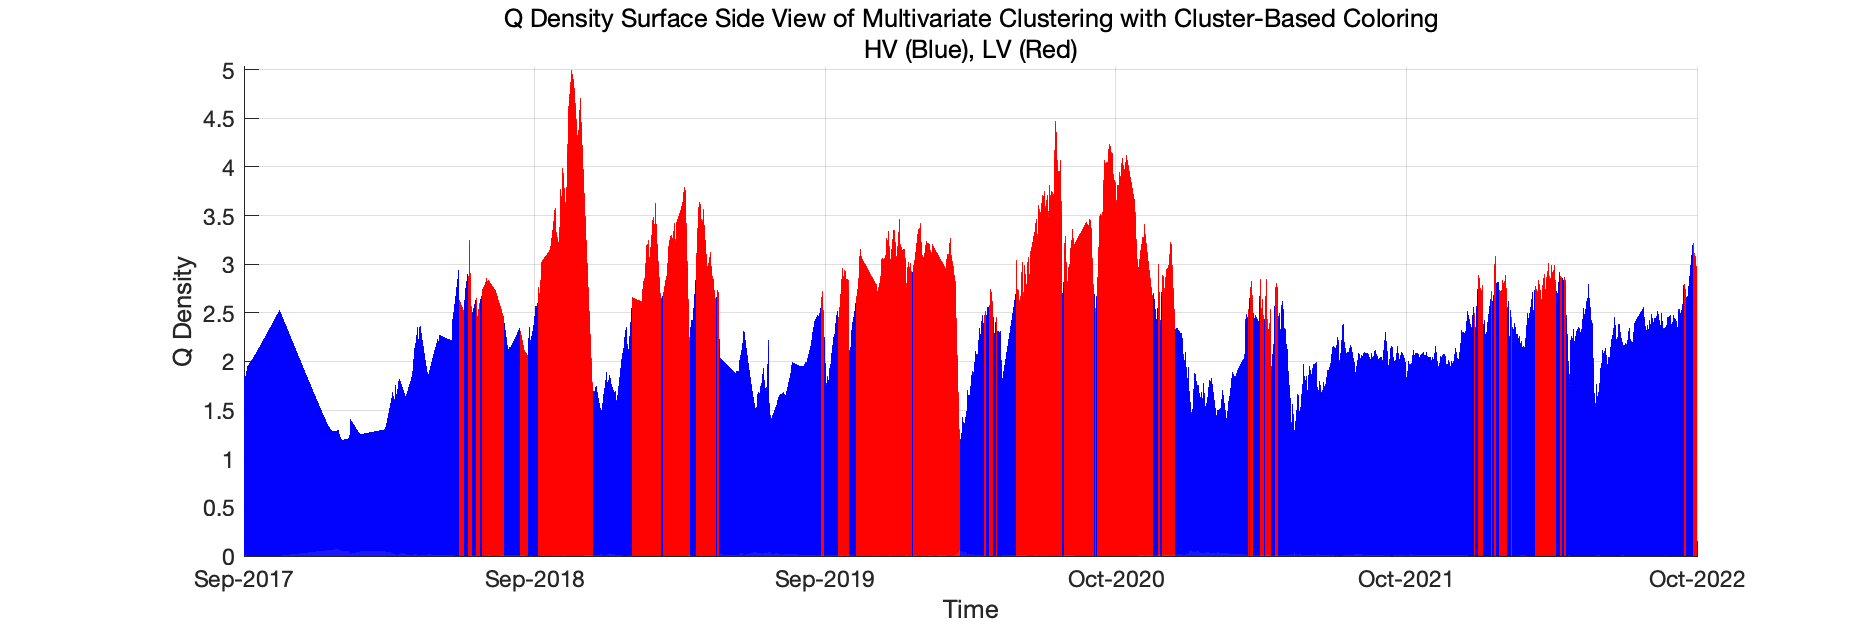 Q Density Surface Side View of Multivariate Clustering with Cluster-Based Coloring
HV (Blue), LV (Red)
5
4.5
4
3.5
3
2.5
2
1.5
1
0.5
0
Q Density
Sep-2017
Sep-2018
Sep-2019
Oct-2020
Oct-2021
Oct-2022
Time